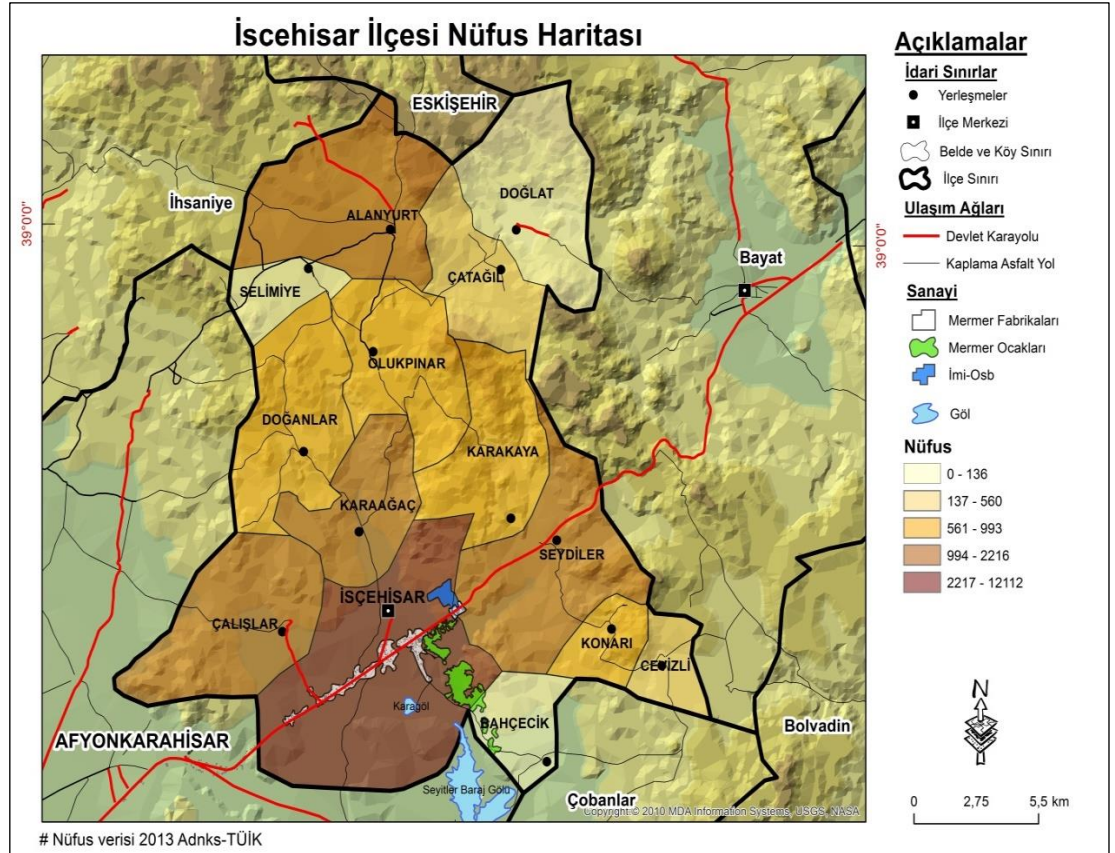 İscehisar İlçesi Nüfus Haritası
ESKİŞEHİR
DOĞLAT
İhsaniye
ALANYURT
39°0'0"
39°0'0"
Bayat
ÇATAĞIL
SELİMİYE
OLUKPINAR
DOĞANLAR
KARAKAYA
KARAAĞAÇ
SEYDİLER
İSÇEHİSAR
ÇALIŞLAR
KONARI
CEVİZLİ
Karagöl
BAHÇECİK
Bolvadin
AFYONKARAHİSAR
Seyitler Baraj Gölü
Çobanlar
Copyright:© 2010 MDA Information Systems, USGS, NASA
# Nüfus verisi 2013 Adnks-TÜİK
Açıklamalar
İdari Sınırlar
Yerleşmeler
İlçe Merkezi
Belde ve Köy Sınırı
İlçe Sınırı
Ulaşım Ağları
Devlet Karayolu
Kaplama Asfalt Yol
Sanayi
Mermer Fabrikaları
Mermer Ocakları
İmi-Osb
Göl
Nüfus
0 - 136
137 - 560
561 - 993
994 - 2216
2217 - 12112
N
0 2,75 5,5 km